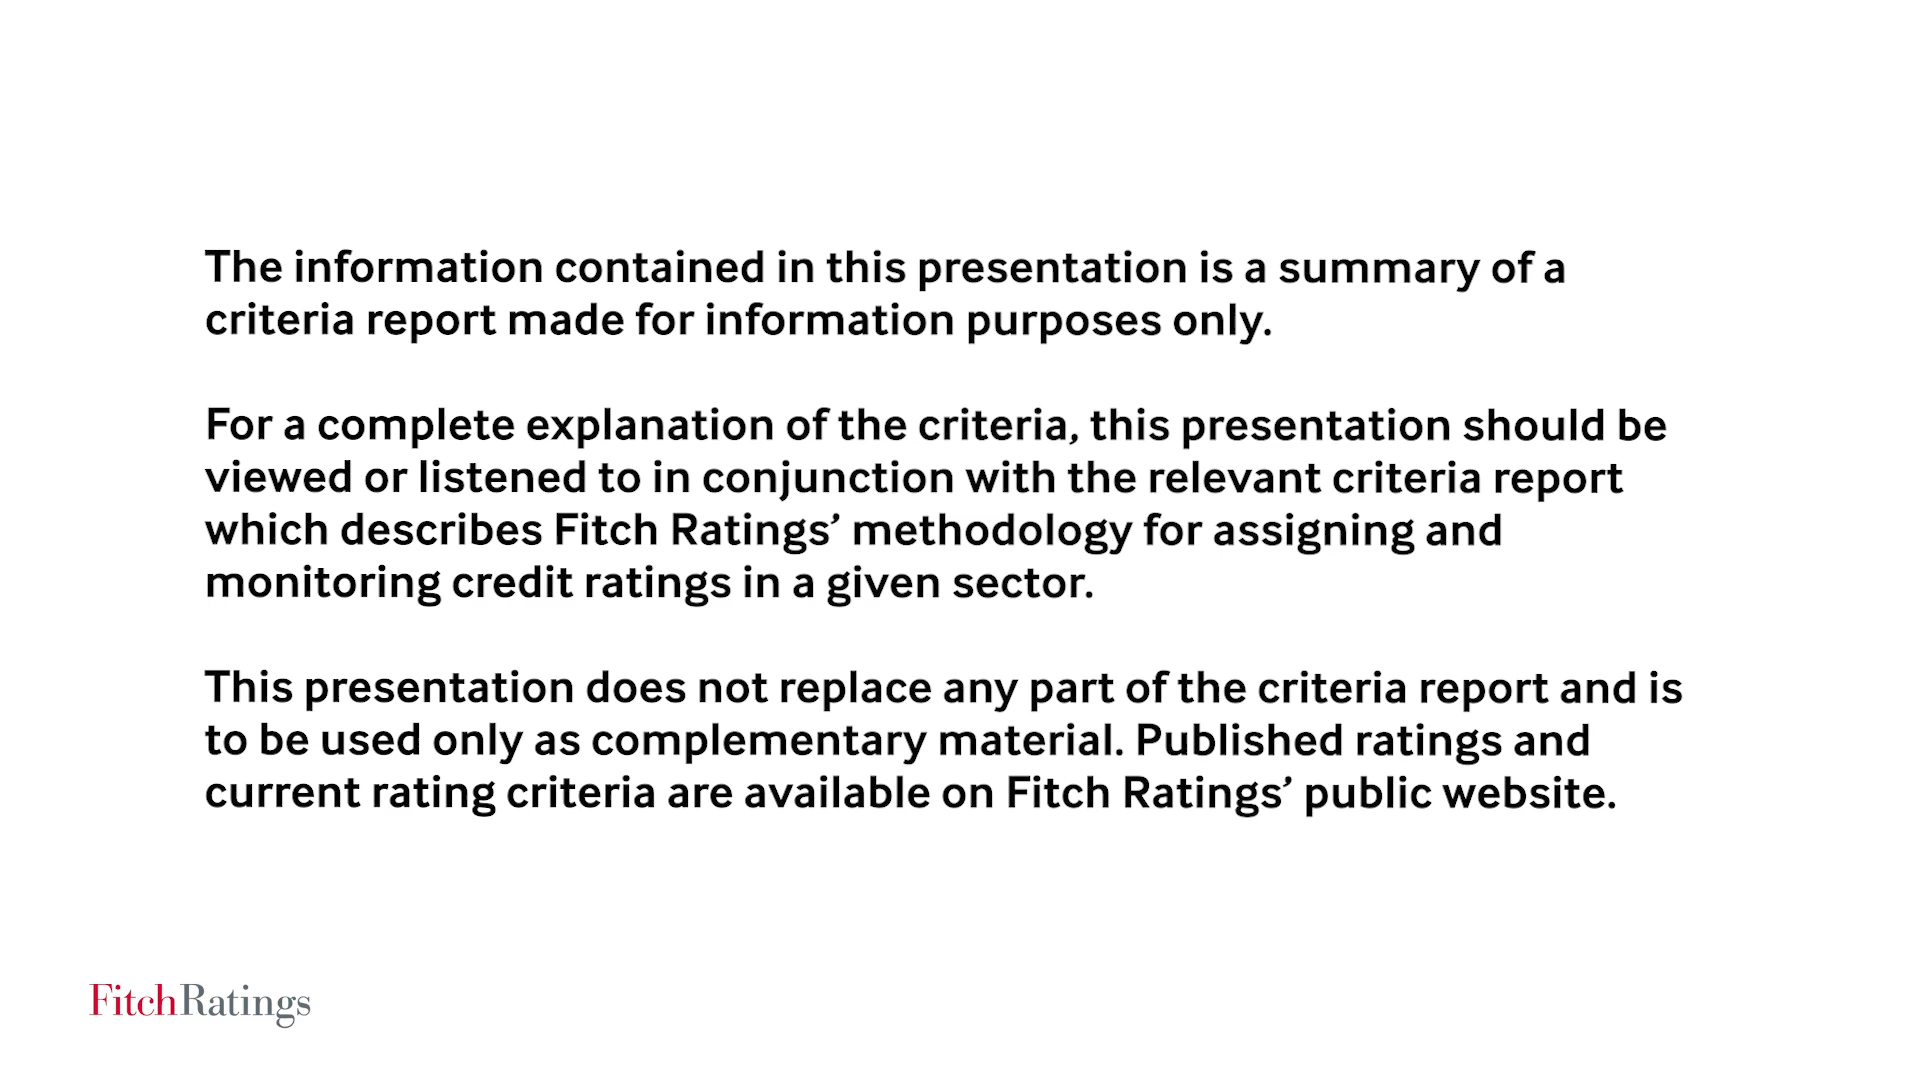 The information contained in this presentation is a summary of a
criteria report made for information purposes only.
For a complete explanation of the criteria, this presentation should be
viewed or listened to in conjunction with the relevant criteria report
which describes Fitch Ratings’ methodology for assigning and
monitoring credit ratings in a given sector.
This presentation does not replace any part of the criteria report and is
to be used only as complementary material. Published ratings and
current rating criteria are available on Fitch Ratings’ public website.
FitchRatings